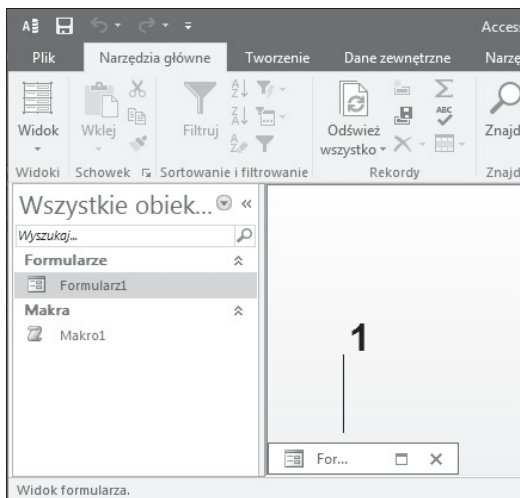 Access
Plik Narzędzia główne Tworzenie Dane zewnętrzne Narzę
Widok Wklej Filtruj Odśwież wszystko Znajd
Widoki Schowek Sortowanie i filtrowanie Rekordy Znajd
Wszystkie obiek...
Wyszukaj...
Formularze
Formularz1
Makra
Makro1
1
For...
Widok formularza.